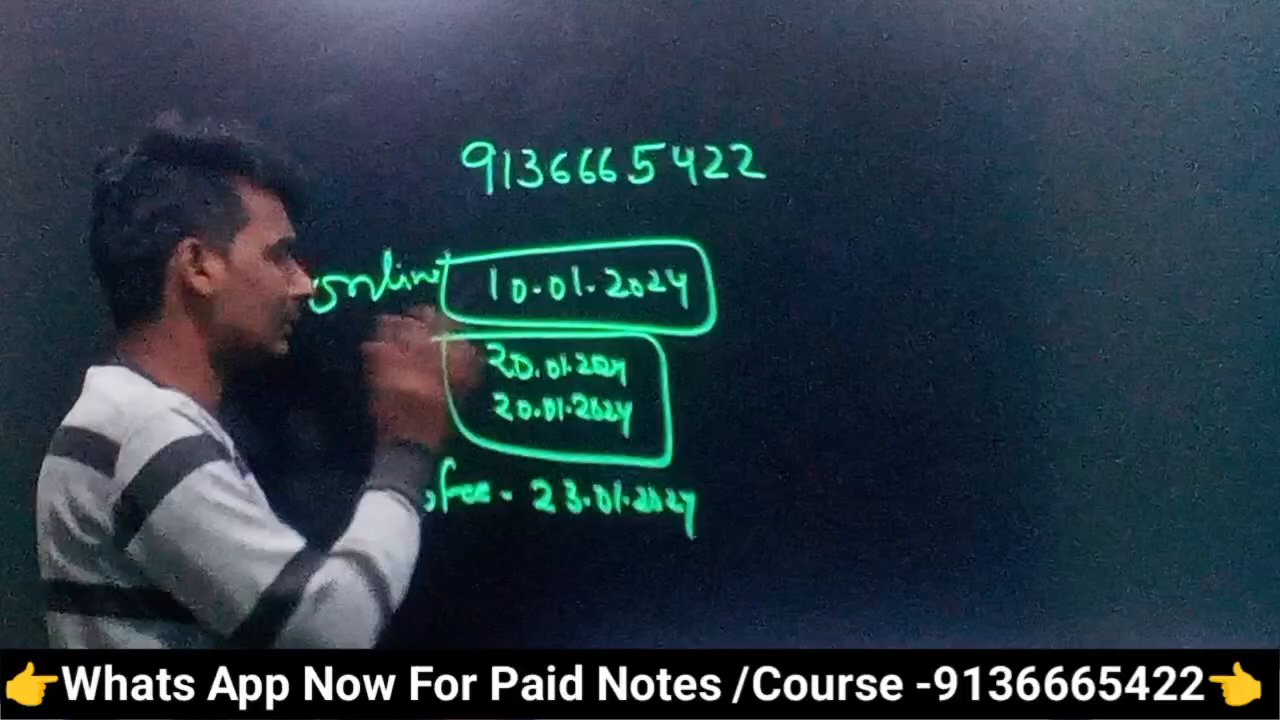 9136665422
online 10.01.2024
20.01.2024
20.01.2024
fee - 23.01.2024
👉Whats App Now For Paid Notes /Course -9136665422👈